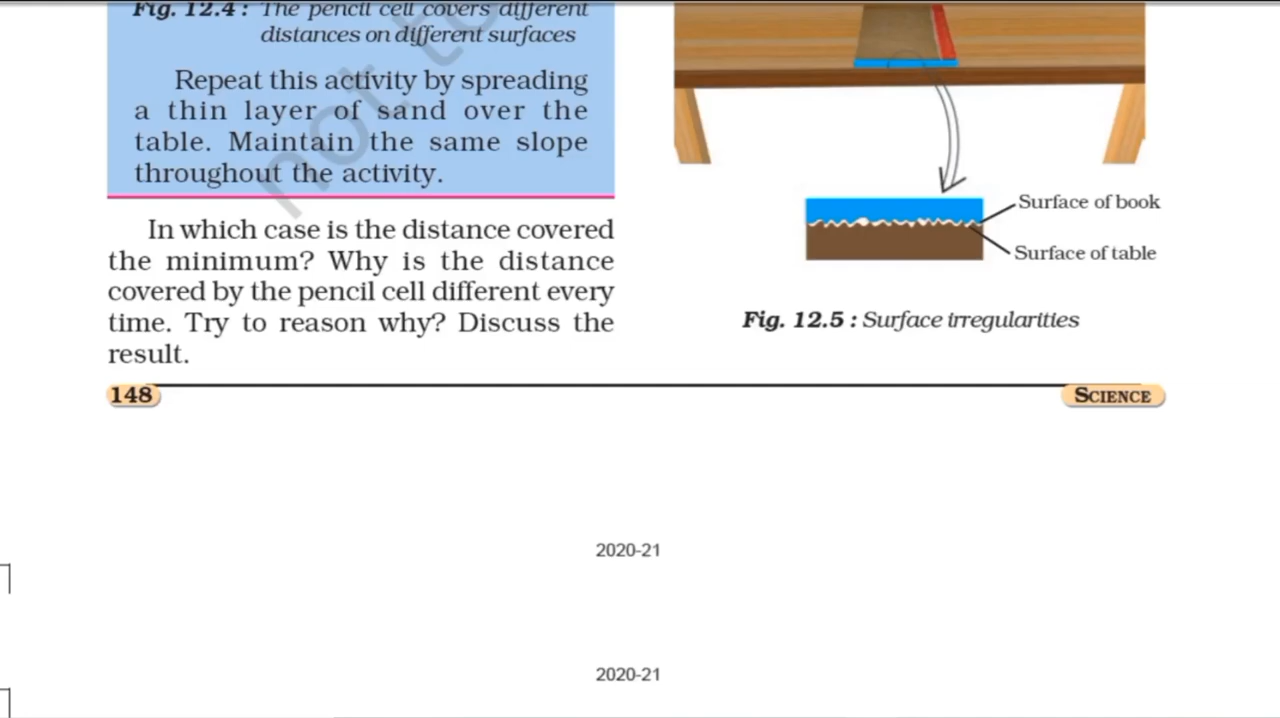 Fig. 12.4 : The pencil cell covers different
distances on different surfaces
Repeat this activity by spreading
a thin layer of sand over the
table. Maintain the same slope
throughout the activity.
not to
In which case is the distance covered
the minimum? Why is the distance
covered by the pencil cell different every
time. Try to reason why? Discuss the
result.
Surface of book
Surface of table
Fig. 12.5 : Surface irregularities
148
SCIENCE
2020-21
2020-21